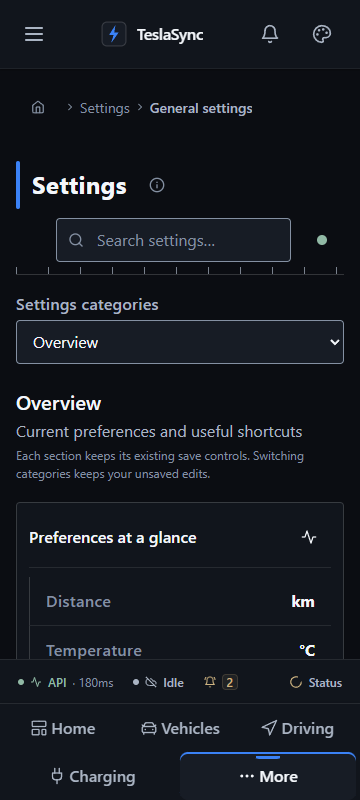 TeslaSync
Settings General settings
Settings
Search settings...
Settings categories
Overview
Overview
Current preferences and useful shortcuts
Each section keeps its existing save controls. Switching
categories keeps your unsaved edits.
Preferences at a glance
Distance km
Temperature °C
API · 180ms Idle 2 Status
Home Vehicles Driving
Charging More